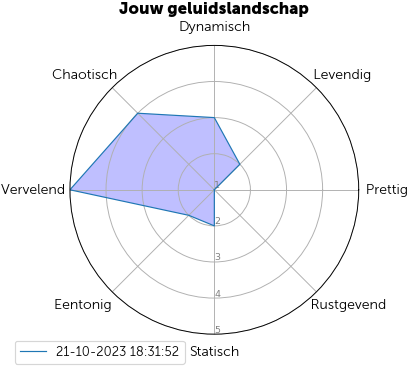 Jouw geluidslandschap
Dynamisch
Chaotisch
Levendig
1
Vervelend
Prettig
2
3
4
Eentonig
Rustgevend
5
21-10-2023 18:31:52
Statisch